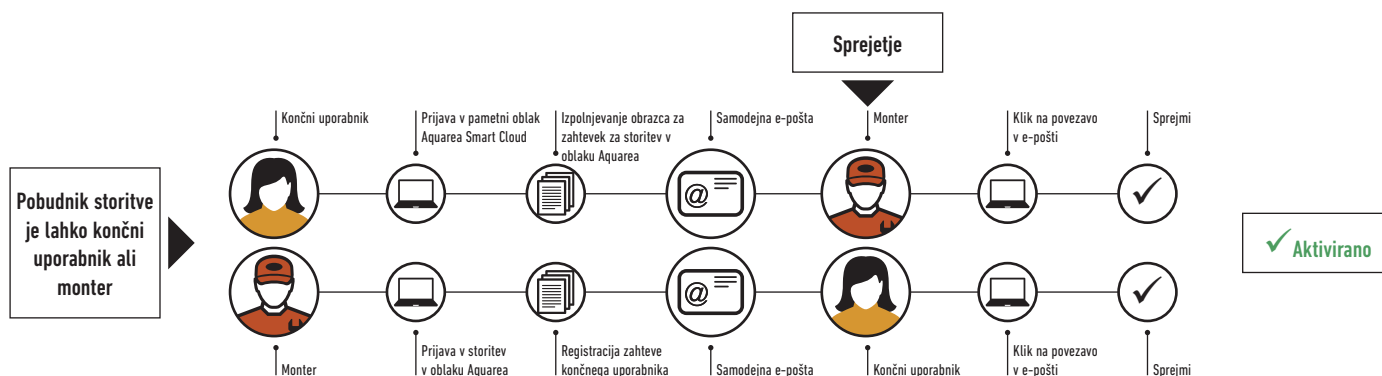 Sprejetje
Končni uporabnik
Prijava v pametni oblak
Aquarea Smart Cloud
Izpolnjevanje obrazca za
zahtevek za storitev v
oblaku Aquarea
Samodejna e-pošta
Monter
Klik na povezavo
v e-pošti
Sprejmi
Pobudnik storitve
je lahko končni
uporabnik ali
monter
@
@
Aktivirano
Monter
Prijava v storitev
v oblaku Aquarea
Registracija zahteve
končnega uporabnika
Samodejna e-pošta
Končni uporabnik
Klik na povezavo
v e-pošti
Sprejmi